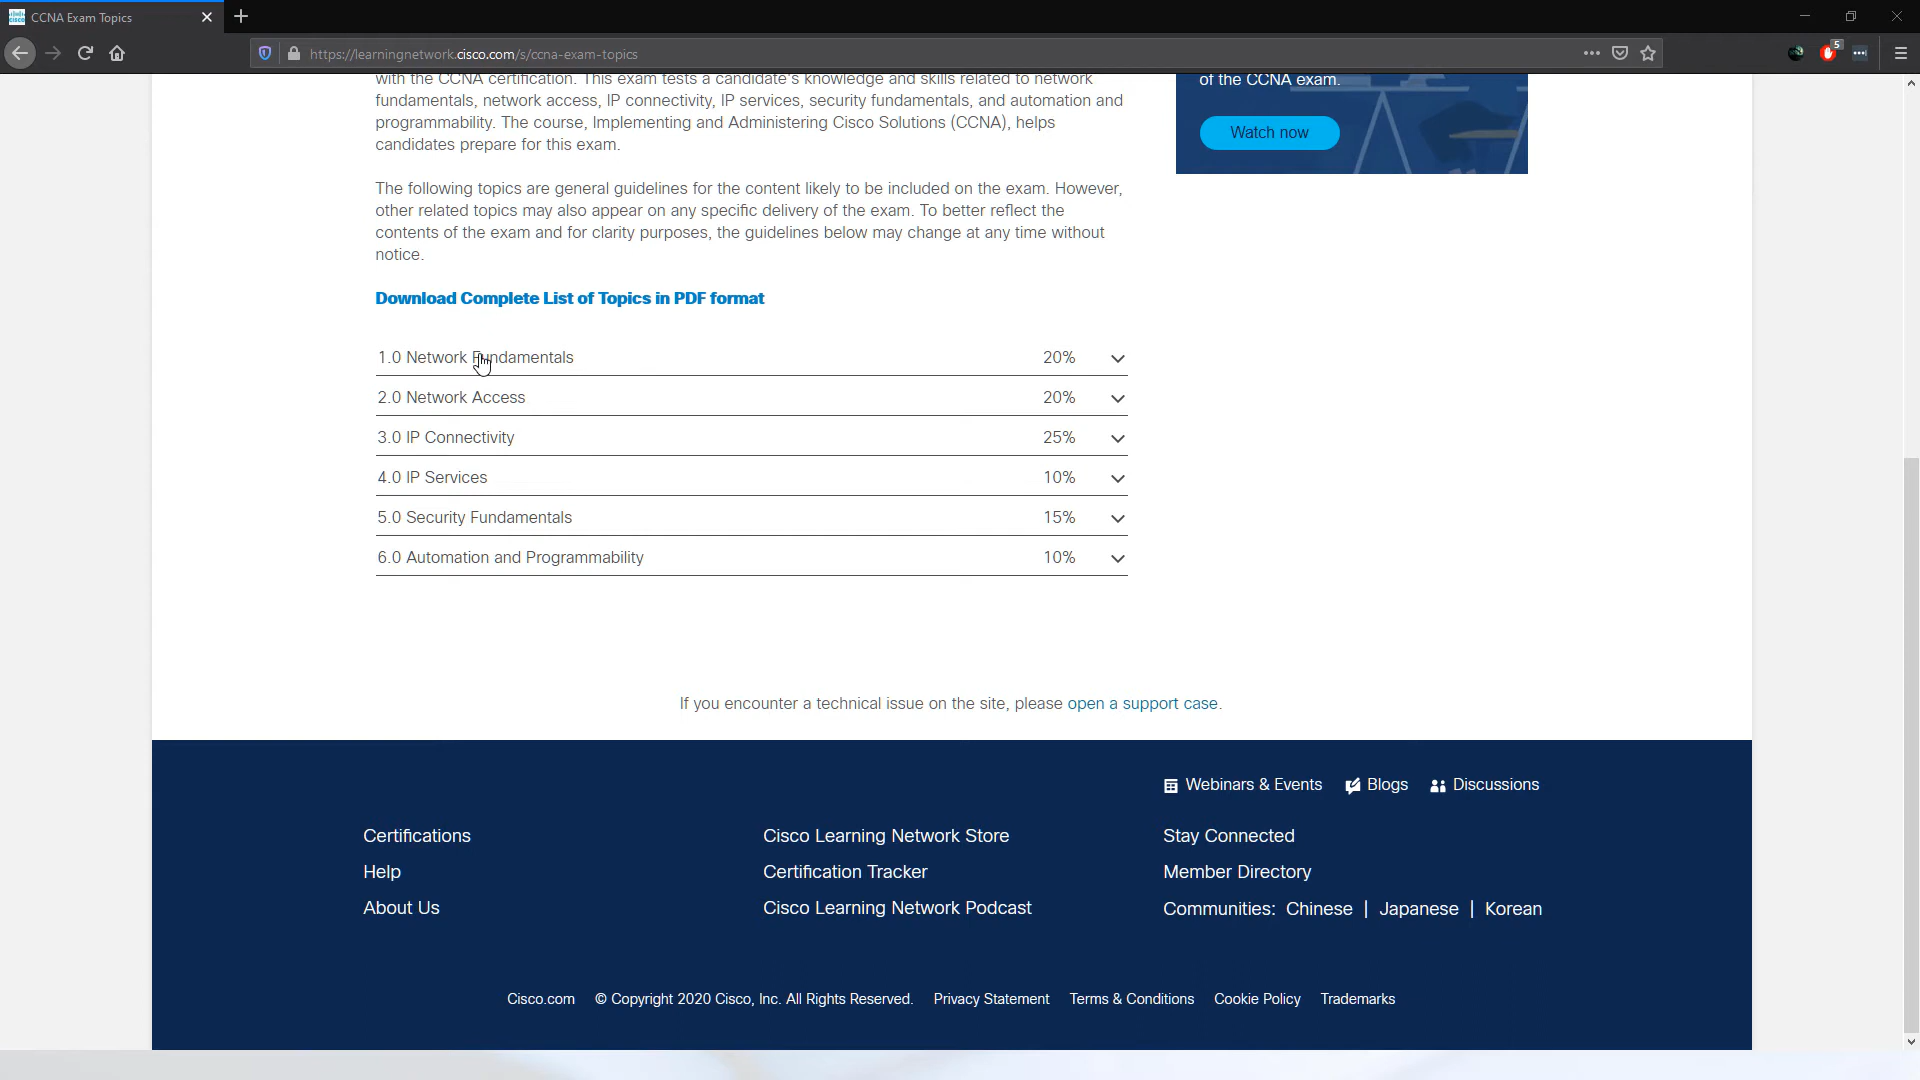 CCNA Exam Topics
https://learningnetwork.cisco.com/s/ccna-exam-topics
5
with the CCNA certification. This exam tests a candidate's knowledge and skills related to network
fundamentals, network access, IP connectivity, IP services, security fundamentals, and automation and
programmability. The course, Implementing and Administering Cisco Solutions (CCNA), helps
candidates prepare for this exam.
of the CCNA exam.
Watch now
The following topics are general guidelines for the content likely to be included on the exam. However,
other related topics may also appear on any specific delivery of the exam. To better reflect the
contents of the exam and for clarity purposes, the guidelines below may change at any time without
notice.
Download Complete List of Topics in PDF format
1.0 Network Fundamentals 20%
2.0 Network Access 20%
3.0 IP Connectivity 25%
4.0 IP Services 10%
5.0 Security Fundamentals 15%
6.0 Automation and Programmability 10%
If you encounter a technical issue on the site, please open a support case.
Webinars & Events Blogs Discussions
Certifications Cisco Learning Network Store Stay Connected
Help Certification Tracker Member Directory
About Us Cisco Learning Network Podcast Communities: Chinese | Japanese | Korean
Cisco.com © Copyright 2020 Cisco, Inc. All Rights Reserved. Privacy Statement Terms & Conditions Cookie Policy Trademarks